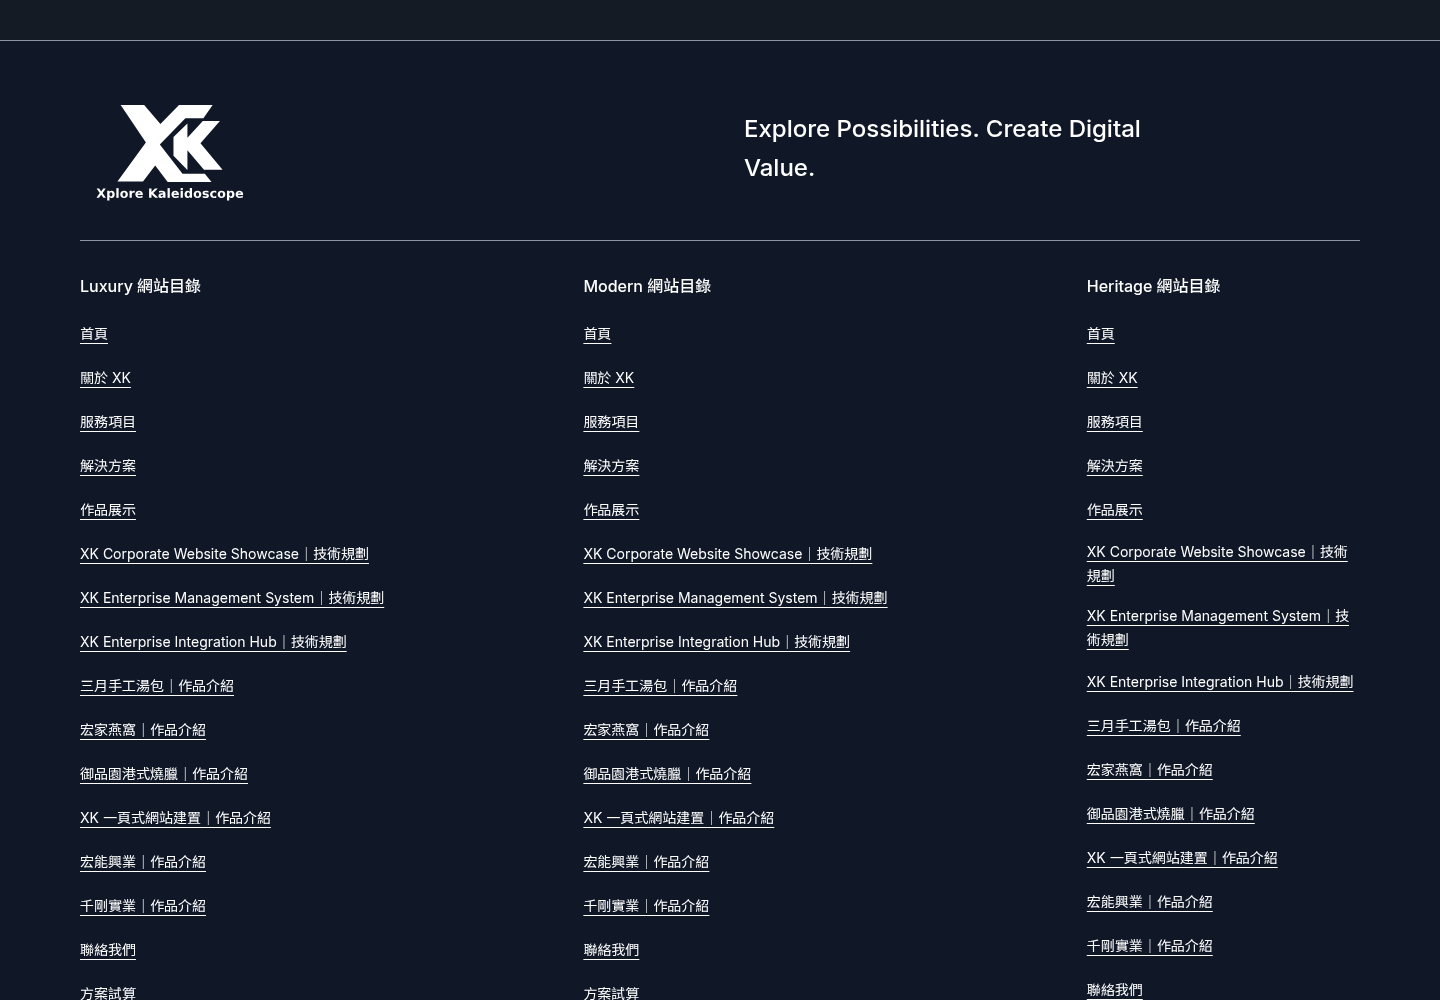 XK
Xplore Kaleidoscope
Explore Possibilities. Create Digital
Value.
Luxury 網站目錄
首頁
關於 XK
服務項目
解決方案
作品展示
XK Corporate Website Showcase｜技術規劃
XK Enterprise Management System｜技術規劃
XK Enterprise Integration Hub｜技術規劃
三月手工湯包｜作品介紹
宏家燕窩｜作品介紹
御品園港式燒臘｜作品介紹
XK 一頁式網站建置｜作品介紹
宏能興業｜作品介紹
千剛實業｜作品介紹
聯絡我們
方案試算
Modern 網站目錄
首頁
關於 XK
服務項目
解決方案
作品展示
XK Corporate Website Showcase｜技術規劃
XK Enterprise Management System｜技術規劃
XK Enterprise Integration Hub｜技術規劃
三月手工湯包｜作品介紹
宏家燕窩｜作品介紹
御品園港式燒臘｜作品介紹
XK 一頁式網站建置｜作品介紹
宏能興業｜作品介紹
千剛實業｜作品介紹
聯絡我們
方案試算
Heritage 網站目錄
首頁
關於 XK
服務項目
解決方案
作品展示
XK Corporate Website Showcase｜技術
規劃
XK Enterprise Management System｜技
術規劃
XK Enterprise Integration Hub｜技術規劃
三月手工湯包｜作品介紹
宏家燕窩｜作品介紹
御品園港式燒臘｜作品介紹
XK 一頁式網站建置｜作品介紹
宏能興業｜作品介紹
千剛實業｜作品介紹
聯絡我們